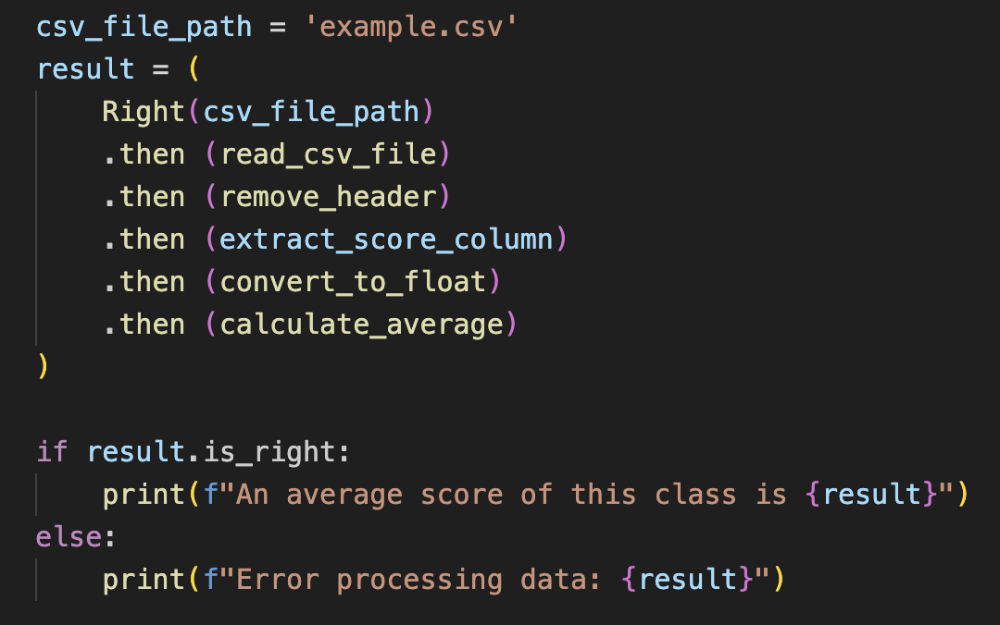 csv_file_path = 'example.csv'
result = (
    Right(csv_file_path)
    .then (read_csv_file)
    .then (remove_header)
    .then (extract_score_column)
    .then (convert_to_float)
    .then (calculate_average)
)

if result.is_right:
    print(f"An average score of this class is {result}")
else:
    print(f"Error processing data: {result}")